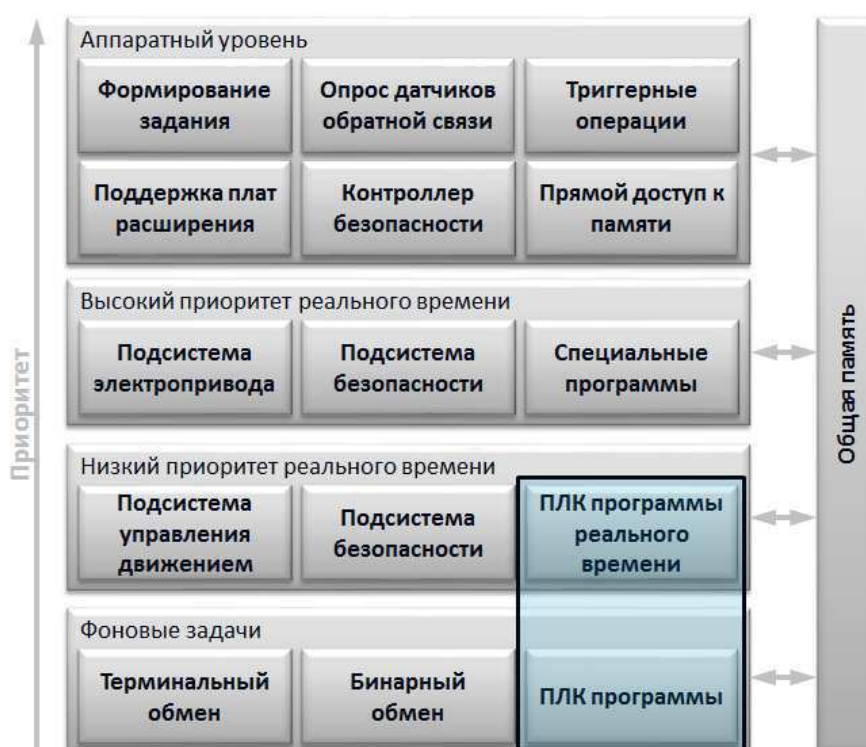 Аппаратный уровень
Формирование
задания
Опрос датчиков
обратной связи
Триггерные
операции
Поддержка плат
расширения
Контроллер
безопасности
Прямой доступ к
памяти
Высокий приоритет реального времени
Подсистема
электропривода
Подсистема
безопасности
Специальные
программы
Низкий приоритет реального времени
Подсистема
управления
движением
Подсистема
безопасности
ПЛК программы
реального
времени
Фоновые задачи
Терминальный
обмен
Бинарный
обмен
ПЛК программы
Приоритет
Общая память